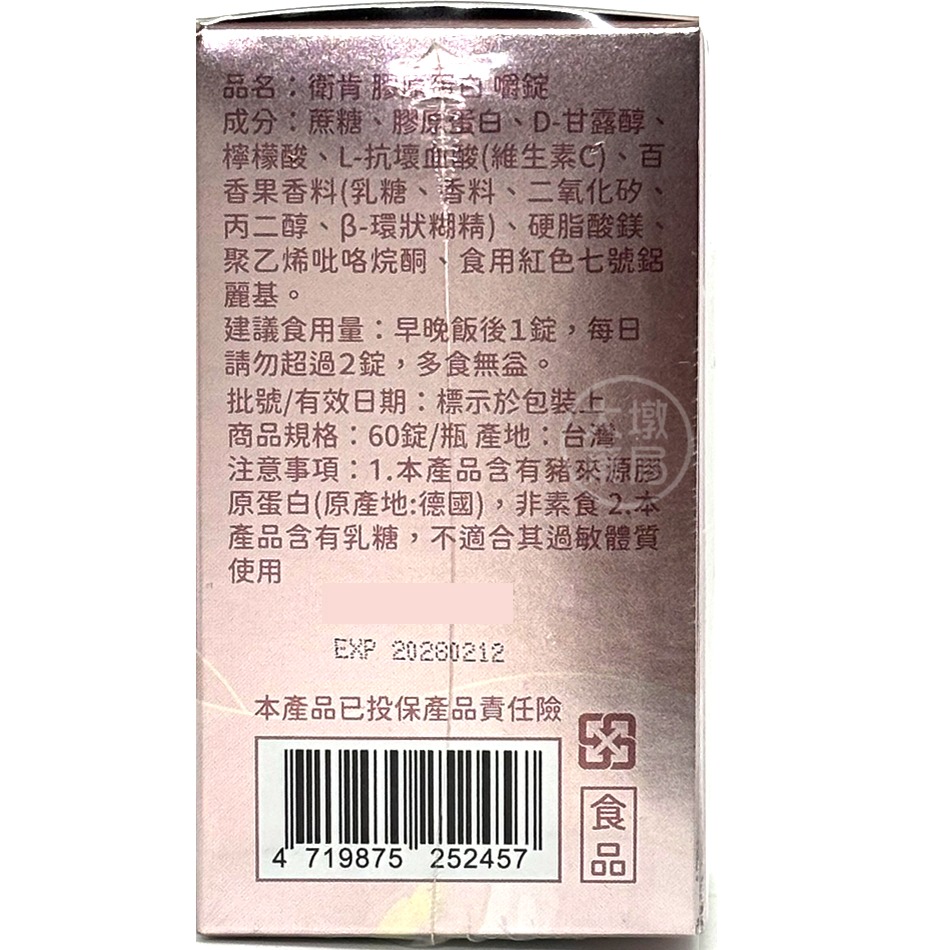 品名：衛肯 膠原蛋白 嚼錠
成分：蔗糖、膠原蛋白、D-甘露醇、
檸檬酸、L-抗壞血酸(維生素C)、百
香果香料(乳糖、香料、二氧化矽、
丙二醇、β-環狀糊精)、硬脂酸鎂、
聚乙烯吡咯烷酮、食用紅色七號鋁
麗基。
建議食用量：早晚飯後1錠，每日
請勿超過2錠，多食無益。
批號/有效日期：標示於包裝上
商品規格：60錠/瓶 產地：台灣
注意事項：1.本產品含有豬來源膠
原蛋白(原產地:德國)，非素食 2.本
產品含有乳糖，不適合其過敏體質
使用
大墩
藥局
EXP 20280212
本產品已投保產品責任險
4 719875 252457
食
品